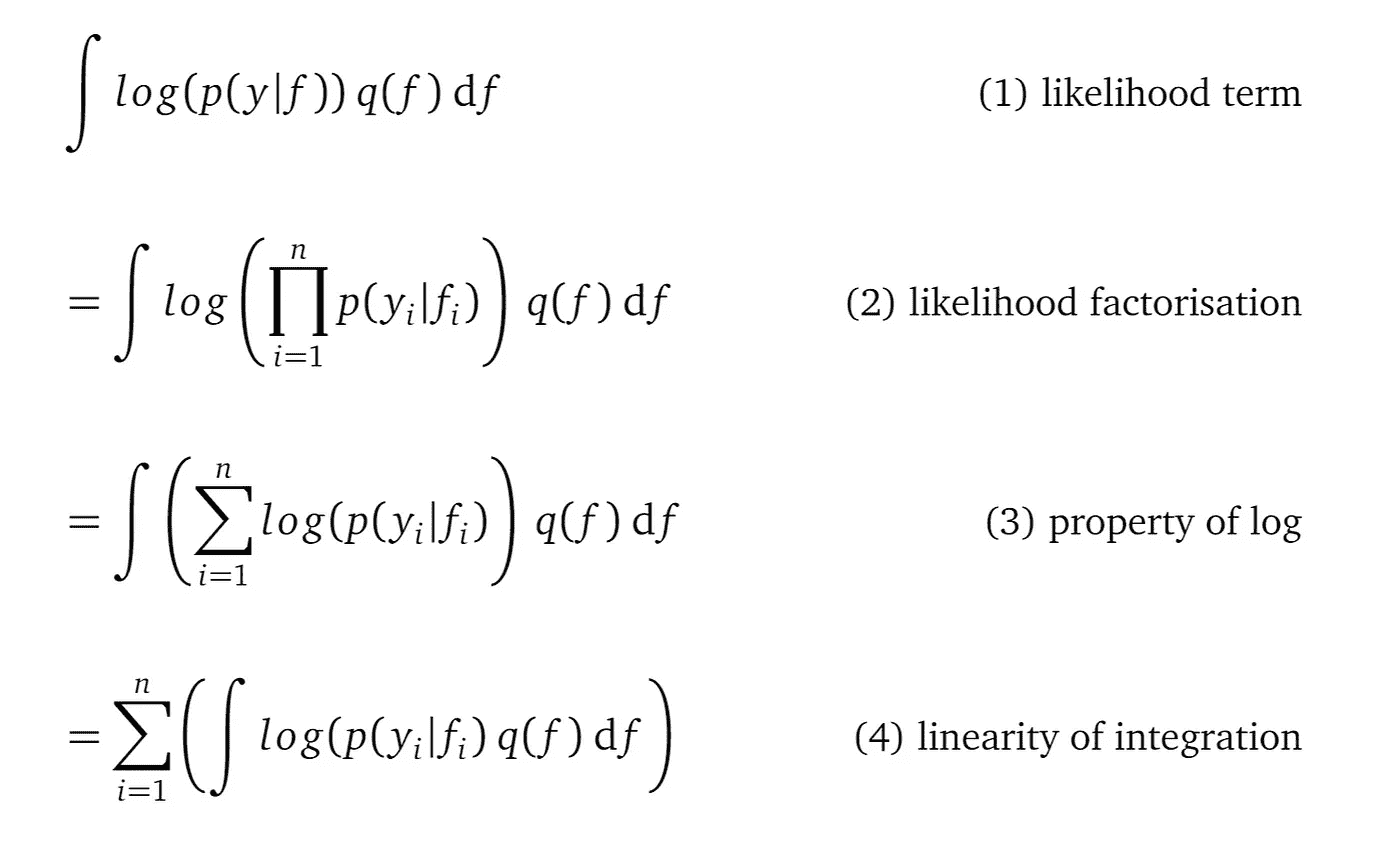 ∫ log(p(y|f)) q(f) df (1) likelihood term
= ∫ log(∏_{i=1}^{n} p(y_i|f_i)) q(f) df (2) likelihood factorisation
= ∫ (∑_{i=1}^{n} log(p(y_i|f_i)) q(f) df (3) property of log
= ∑_{i=1}^{n} (∫ log(p(y_i|f_i) q(f) df) (4) linearity of integration